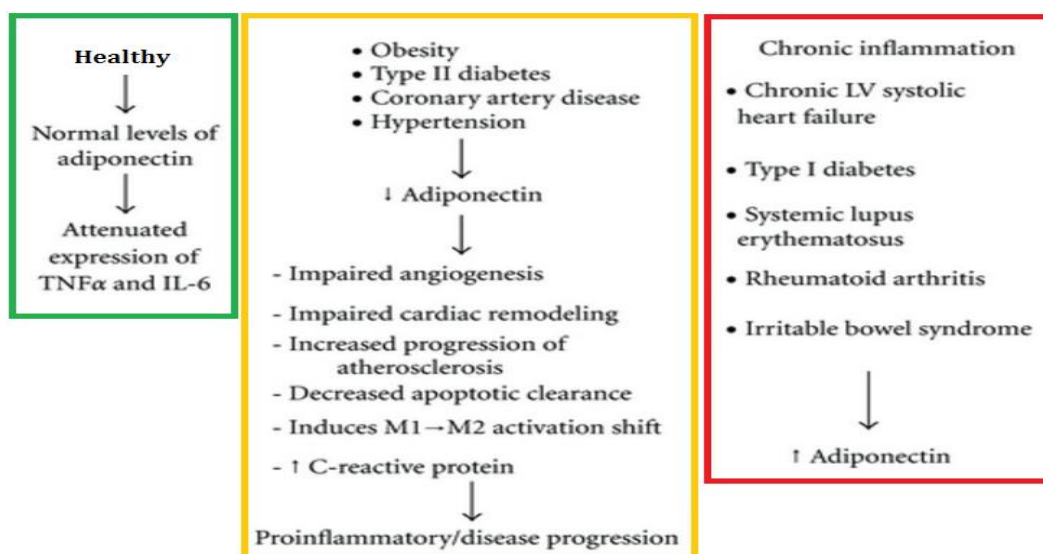 Healthy
Normal levels of
adiponectin
Attenuated
expression of
TNFα and IL-6
• Obesity
• Type II diabetes
• Coronary artery disease
• Hypertension
↓ Adiponectin
- Impaired angiogenesis
- Impaired cardiac remodeling
- Increased progression of
atherosclerosis
- Decreased apoptotic clearance
- Induces M1→M2 activation shift
- ↑ C-reactive protein
Proinflammatory/disease progression
Chronic inflammation
• Chronic LV systolic
heart failure
• Type I diabetes
• Systemic lupus
erythematosus
• Rheumatoid arthritis
• Irritable bowel syndrome
↑ Adiponectin